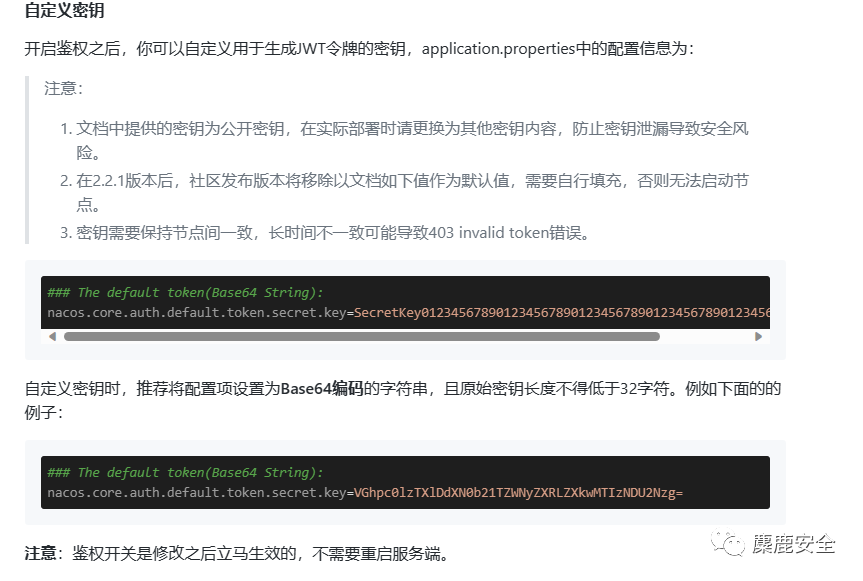 自定义密钥
开启鉴权之后，你可以自定义用于生成JWT令牌的密钥，application.properties中的配置信息为：
注意：
1. 文档中提供的密钥为公开密钥，在实际部署时请更换为其他密钥内容，防止密钥泄漏导致安全风
险。
2. 在2.2.1版本后，社区发布版本将移除以文档如下值作为默认值，需要自行填充，否则无法启动节
点。
3. 密钥需要保持节点间一致，长时间不一致可能导致403 invalid token错误。
### The default token(Base64 String):
nacos.core.auth.default.token.secret.key=SecretKey012345678901234567890123456789012345678901234 56
自定义密钥时，推荐将配置项设置为Base64编码的字符串，且原始密钥长度不得低于32字符。例如下面的的
例子：
### The default token(Base64 String):
nacos.core.auth.default.token.secret.key=VGhpc0lzTXlDdXN0b21TZWNyZXRLZXkwMTIzNDU2Nzg=
注意：鉴权开关是修改之后立马生效的，不需要重启服务端。
麋鹿安全